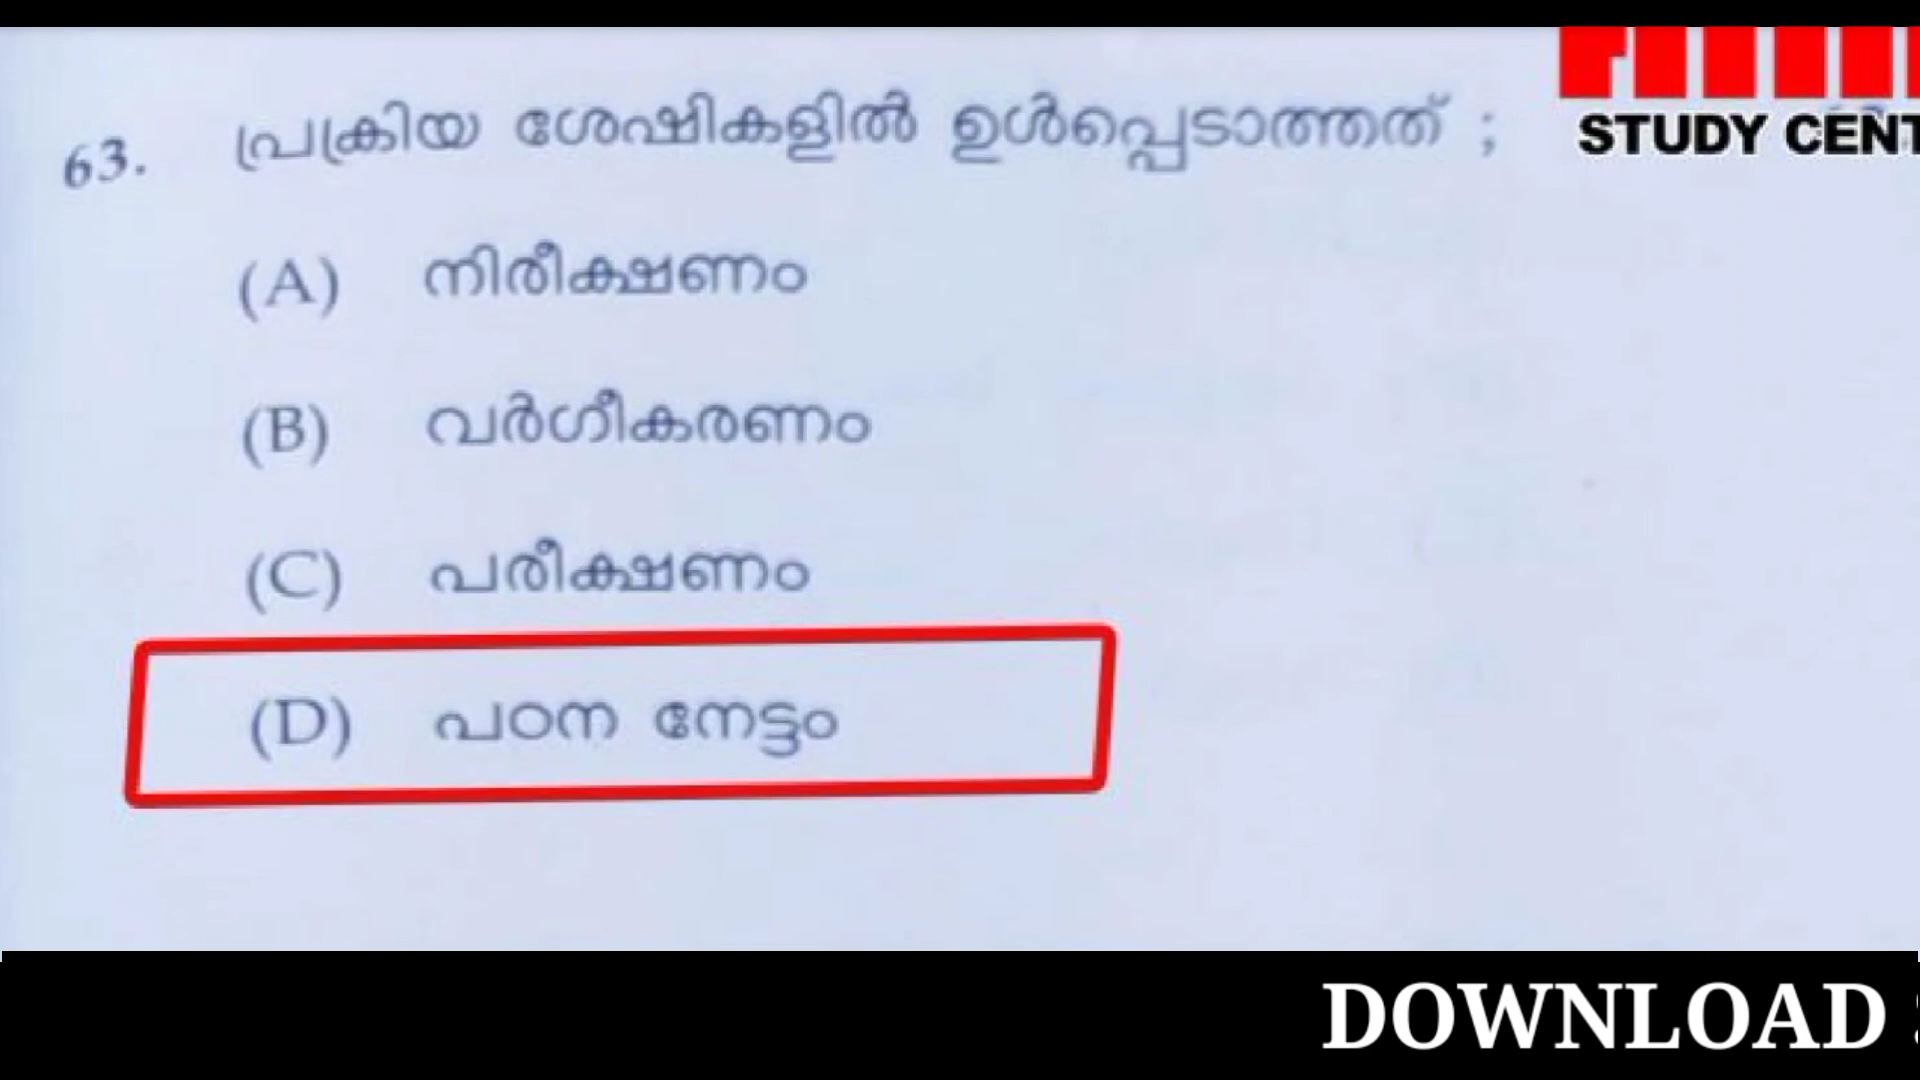 63. പ്രക്രിയ ശേഷികളിൽ ഉൾപ്പെടാത്തത് ;
STUDY CENT
(A) നിരീക്ഷണം
(B) വർഗീകരണം
(C) പരീക്ഷണം
(D) പഠന നേട്ടം
DOWNLOAD